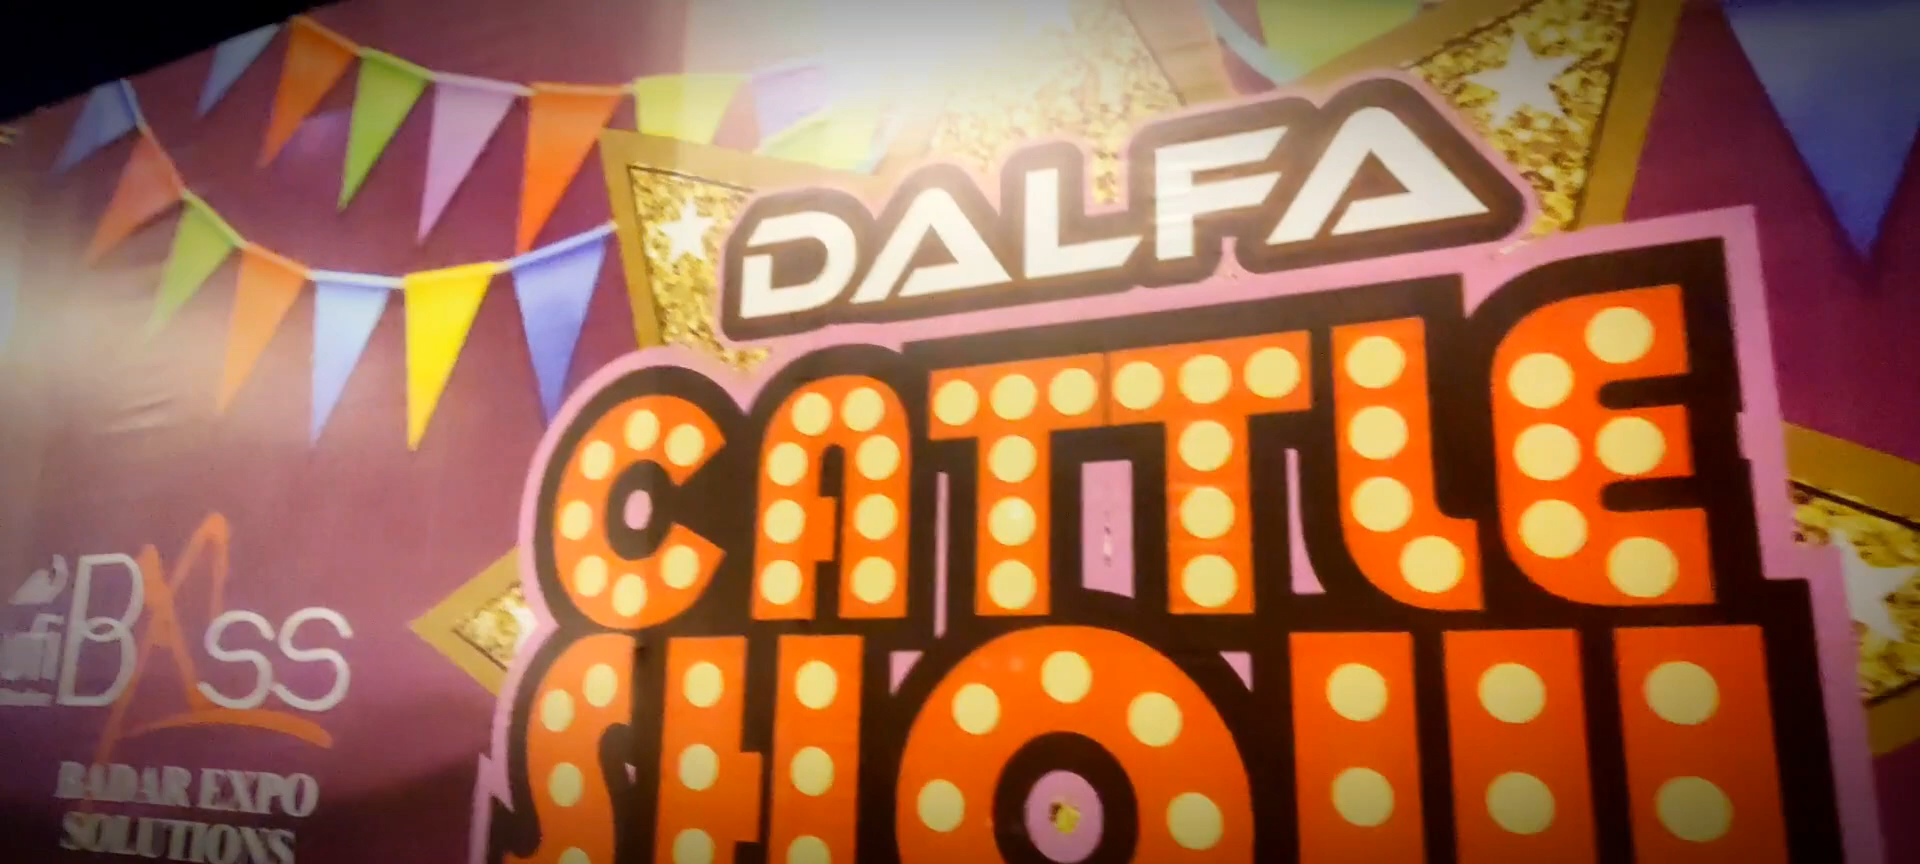 DALFA
CATTLE
SHOW
BASS
BADAR EXPO
SOLUTIONS